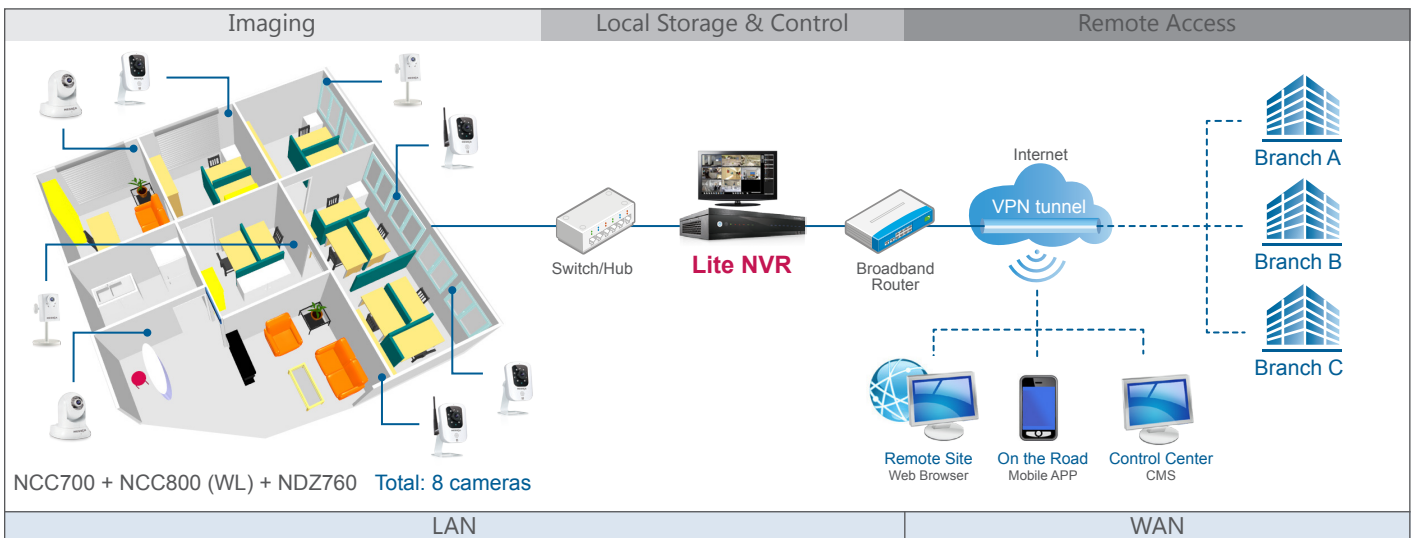 Imaging
Local Storage & Control
Remote Access
Internet
VPN tunnel
Branch A
Branch B
Branch C
Switch/Hub
Lite NVR
Broadband
Router
Remote Site
Web Browser
On the Road
Mobile APP
Control Center
CMS
NCC700 + NCC800 (WL) + NDZ760 Total: 8 cameras
LAN
WAN